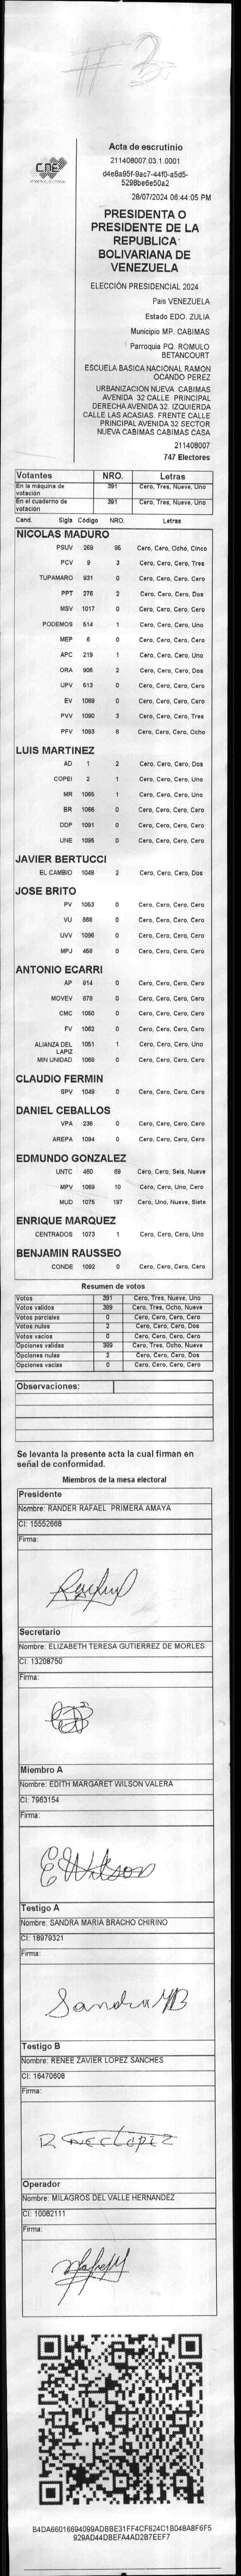 # 3
CNE
Acta de escrutinio
211408007.03.1.0001
d4e8a95f-9ac7-44f0-a5d5-
5298be6e50a2
28/07/2024 06:44:05 PM
PRESIDENTA O
PRESIDENTE DE LA
REPUBLICA
BOLIVARIANA DE
VENEZUELA
ELECCIÓN PRESIDENCIAL 2024
Pais VENEZUELA
Estado EDO. ZULIA
Municipio MP. CABIMAS
Parroquia PQ. ROMULO
BETANCOURT
ESCUELA BASICA NACIONAL RAMON
OCANDO PEREZ
URBANIZACION NUEVA CABIMAS
AVENIDA 32 CALLE PRINCIPAL
DERECHA AVENIDA 32. IZQUIERDA
CALLE LAS ACASIAS. FRENTE CALLE
PRINCIPAL AVENIDA 32 SECTOR
NUEVA CABIMAS CABIMAS CASA
211408007
747 Electores
Votantes NRO. Letras
En la máquina de votación 391 Cero, Tres, Nueve, Uno
En el cuaderno de votación 391 Cero, Tres, Nueve, Uno
Cand. Sigla Código NRO. Letras
NICOLAS MADURO
PSUV 269 85 Cero, Cero, Ocho, Cinco
PCV 9 3 Cero, Cero, Cero, Tres
TUPAMARO 931 0 Cero, Cero, Cero, Cero
PPT 276 2 Cero, Cero, Cero, Dos
MSV 1017 0 Cero, Cero, Cero, Cero
PODEMOS 514 1 Cero, Cero, Cero, Uno
MEP 6 0 Cero, Cero, Cero, Cero
APC 219 1 Cero, Cero, Cero, Uno
ORA 906 2 Cero, Cero, Cero, Dos
UPV 513 0 Cero, Cero, Cero, Cero
EV 1089 0 Cero, Cero, Cero, Cero
PVV 1090 3 Cero, Cero, Cero, Tres
PFV 1093 8 Cero, Cero, Cero, Ocho
LUIS MARTINEZ
AD 1 2 Cero, Cero, Cero, Dos
COPEI 2 1 Cero, Cero, Cero, Uno
MR 1065 1 Cero, Cero, Cero, Uno
BR 1066 0 Cero, Cero, Cero, Cero
DDP 1091 0 Cero, Cero, Cero, Cero
UNE 1095 0 Cero, Cero, Cero, Cero
JAVIER BERTUCCI
EL CAMBIO 1048 2 Cero, Cero, Cero, Dos
JOSE BRITO
PV 1053 0 Cero, Cero, Cero, Cero
VU 868 0 Cero, Cero, Cero, Cero
UVV 1096 0 Cero, Cero, Cero, Cero
MPJ 458 0 Cero, Cero, Cero, Cero
ANTONIO ECARRI
AP 814 0 Cero, Cero, Cero, Cero
MOVEV 878 0 Cero, Cero, Cero, Cero
CMC 1050 0 Cero, Cero, Cero, Cero
FV 1062 0 Cero, Cero, Cero, Cero
ALIANZA DEL LAPIZ 1051 1 Cero, Cero, Cero, Uno
MIN UNIDAD 1068 0 Cero, Cero, Cero, Cero
CLAUDIO FERMIN
SPV 1049 0 Cero, Cero, Cero, Cero
DANIEL CEBALLOS
VPA 236 0 Cero, Cero, Cero, Cero
AREPA 1094 0 Cero, Cero, Cero, Cero
EDMUNDO GONZALEZ
UNTC 460 69 Cero, Cero, Seis, Nueve
MPV 1069 10 Cero, Cero, Uno, Cero
MUD 1075 197 Cero, Uno, Nueve, Siete
ENRIQUE MARQUEZ
CENTRADOS 1073 1 Cero, Cero, Cero, Uno
BENJAMIN RAUSSEO
CONDE 1092 0 Cero, Cero, Cero, Cero
Resumen de votos
Votos 391 Cero, Tres, Nueve, Uno
Votos validos 389 Cero, Tres, Ocho, Nueve
Votos parciales 0 Cero, Cero, Cero, Cero
Votos nulos 2 Cero, Cero, Cero, Dos
Votos vacios 0 Cero, Cero, Cero, Cero
Opciones validas 389 Cero, Tres, Ocho, Nueve
Opciones nulas 2 Cero, Cero, Cero, Dos
Opciones vacias 0 Cero, Cero, Cero, Cero
Observaciones:
Se levanta la presente acta la cual firman en
señal de conformidad.
Miembros de la mesa electoral
Presidente
Nombre: RANDER RAFAEL PRIMERA AMAYA
CI: 15552668
Firma:
Secretario
Nombre: ELIZABETH TERESA GUTIERREZ DE MORLES
CI: 13208750
Firma:
Miembro A
Nombre: EDITH MARGARET WILSON VALERA
CI: 7963154
Firma:
E Wilson
Testigo A
Nombre: SANDRA MARIA BRACHO CHIRINO
CI: 18979321
Firma:
Sandra MB
Testigo B
Nombre: RENEE ZAVIER LOPEZ SANCHES
CI: 16470608
Firma:
Renee Lopez
Operador
Nombre: MILAGROS DEL VALLE HERNANDEZ
CI: 10082111
Firma:
B4DA66016694099ADBBE31FF4CF624C1B04BA8F6F5
929AD44DBEFA4AD2B7EEF7